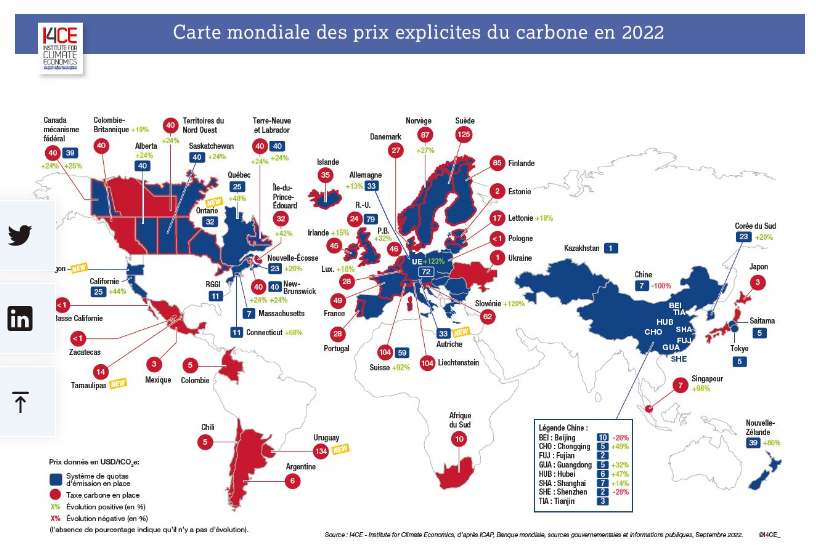 I4CE
INSTITUTE FOR
CLIMATE
ECONOMICS
Carte mondiale des prix explicites du carbone en 2022
Canada
mécanisme
fédéral
40 39
+24% +25%
Colombie-
Britannique +10%
40
Alberta
+24%
40
40
Territoires du
Nord Ouest
+24%
Saskatchewan
40 +24%
Terre-Neuve
et Labrador
40 40
+24% +24%
Québec
25
+48%
NEW
Ontario
32
Île-du-
Prince-
Édouard
32
+42%
Nouvelle-Écosse
23 +20%
40 40 New-
Brunswick
+24% +24%
7 Massachusetts
11 Connecticut +68%
RGGI
11
gon NEW
Californie
25 +44%
<1
asse Californie
<1
Zacatecas
14
Tamaulipas NEW
3
Mexique
5
Colombie
Chili
5
Uruguay
134 NEW
Argentine
6
Islande
35
Allemagne
+13% 33
R.-U.
24 79
Irlande +15%
45
P.B.
+32%
46
Lux. +18%
26
49
France
28
Portugal
Danemark
27
Norvège
87
+27%
Suède
125
85 Finlande
2 Estonie
17 Lettonie +18%
<1 Pologne
1 Ukraine
UE +123%
72
Slovénie +120%
62
33 NEW
Autriche
104 59
Suisse +02%
104 Liechtenstein
Afrique
du Sud
10
Kazakhstan 1
Chine
7 -100%
BEI
TIA
HUB
CHO SHA
FUJ
GUA
SHE
Corée du Sud
23 +20%
Japon
3
Saitama
5
Tokyo
5
Singapour
7
+88%
Nouvelle-
Zélande
39 +86%
Légende Chine :
BEI : Beijing 10 -26%
CHO : Chongqing 5 +49%
FUJ : Fujian 2
GUA : Guangdong 5 +32%
HUB : Hubei 6 +47%
SHA : Shanghai 7 +14%
SHE : Shenzhen 2 -28%
TIA : Tianjin 3
Prix donnés en USD/tCO2e:
Système de quotas
d'émission en place
Taxe carbone en place
X% Évolution positive (en %)
X% Évolution négative (en %)
(l'absence de pourcentage indique qu'il n'y a pas d'évolution).
Source : I4CE - Institute for Climate Economics, d'après ICAP, Banque mondiale, sources gouvernementales et informations publiques, Septembre 2022. @I4CE_